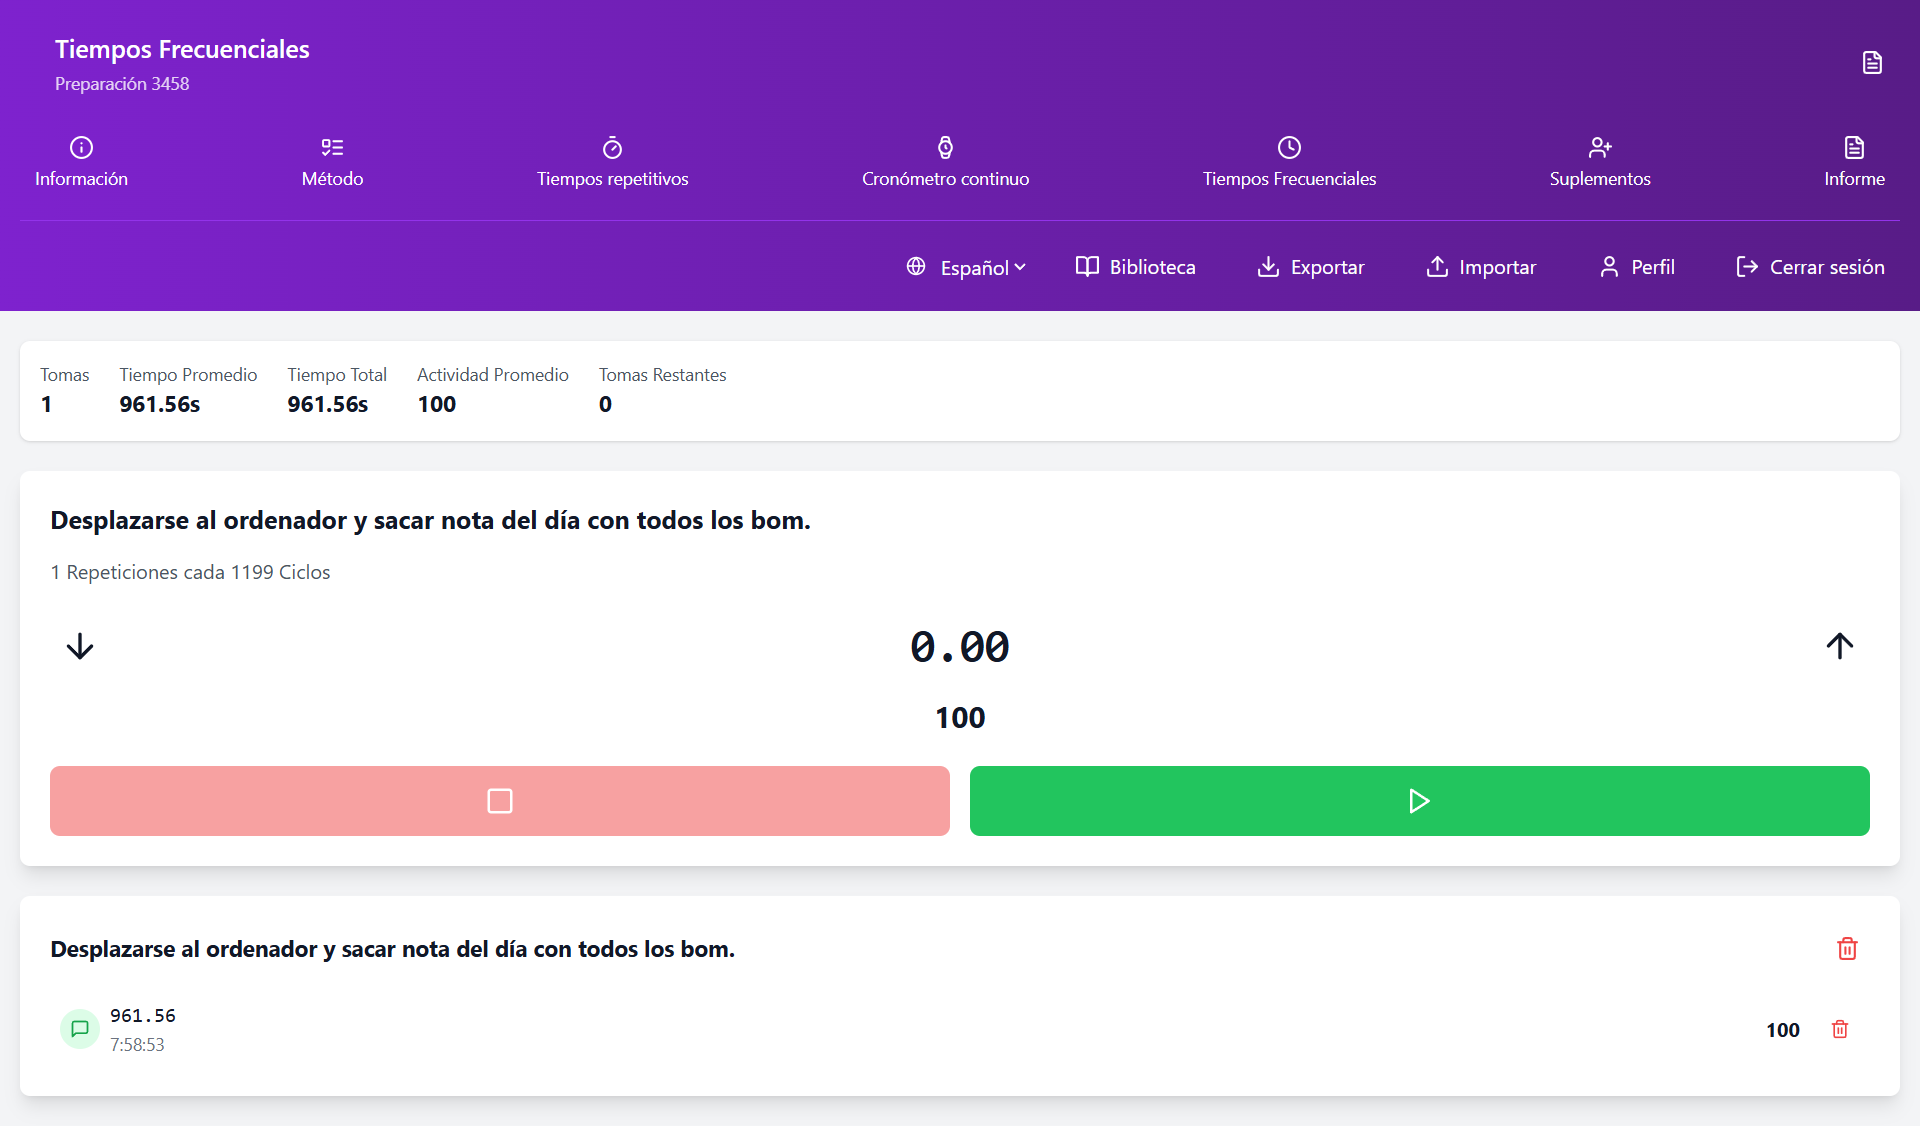 Tiempos Frecuenciales
Preparación 3458
Información
Método
Tiempos repetitivos
Cronómetro continuo
Tiempos Frecuenciales
Suplementos
Informe
Español
Biblioteca
Exportar
Importar
Perfil
Cerrar sesión
Tomas
1
Tiempo Promedio
961.56s
Tiempo Total
961.56s
Actividad Promedio
100
Tomas Restantes
0
Desplazarse al ordenador y sacar nota del día con todos los bom.
1 Repeticiones cada 1199 Ciclos
0.00
100
Desplazarse al ordenador y sacar nota del día con todos los bom.
961.56
7:58:53
100